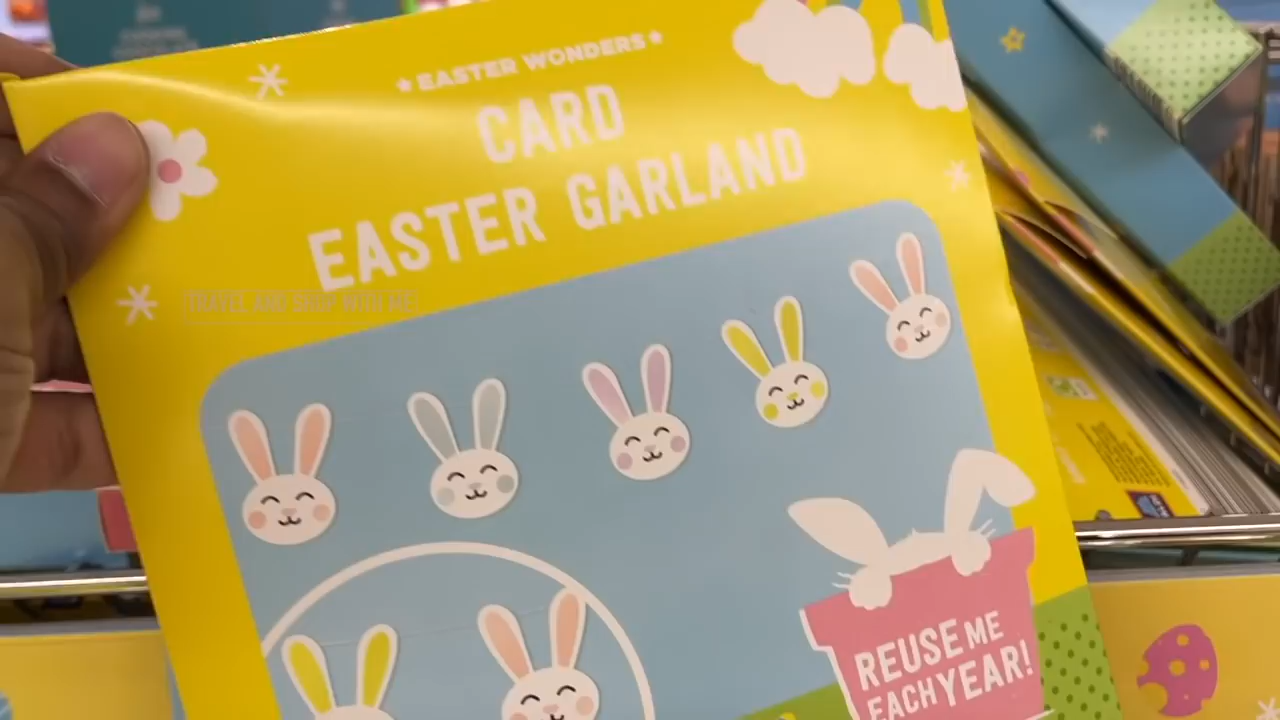 ★ EASTER WONDERS ★
CARD
EASTER GARLAND
TRAVEL AND SHOP WITH ME
REUSE ME
EACH YEAR!